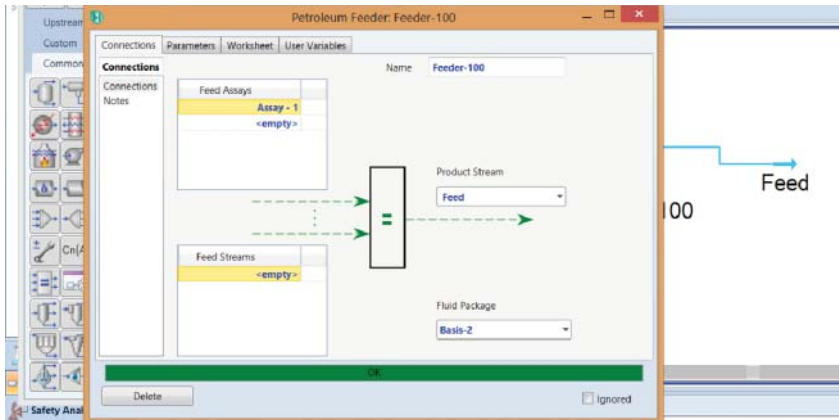 Petroleum Feeder: Feeder-100
Upstream
Custom
Common
Connections Parameters Worksheet User Variables
Connections
Connections
Notes
Name Feeder-100
Feed Assays
Assay - 1
<empty>
Product Stream
Feed
=
Feed Streams
<empty>
Fluid Package
Basis-2
OK
Delete
Ignored
Cn(A
100
Feed
Safety Anal